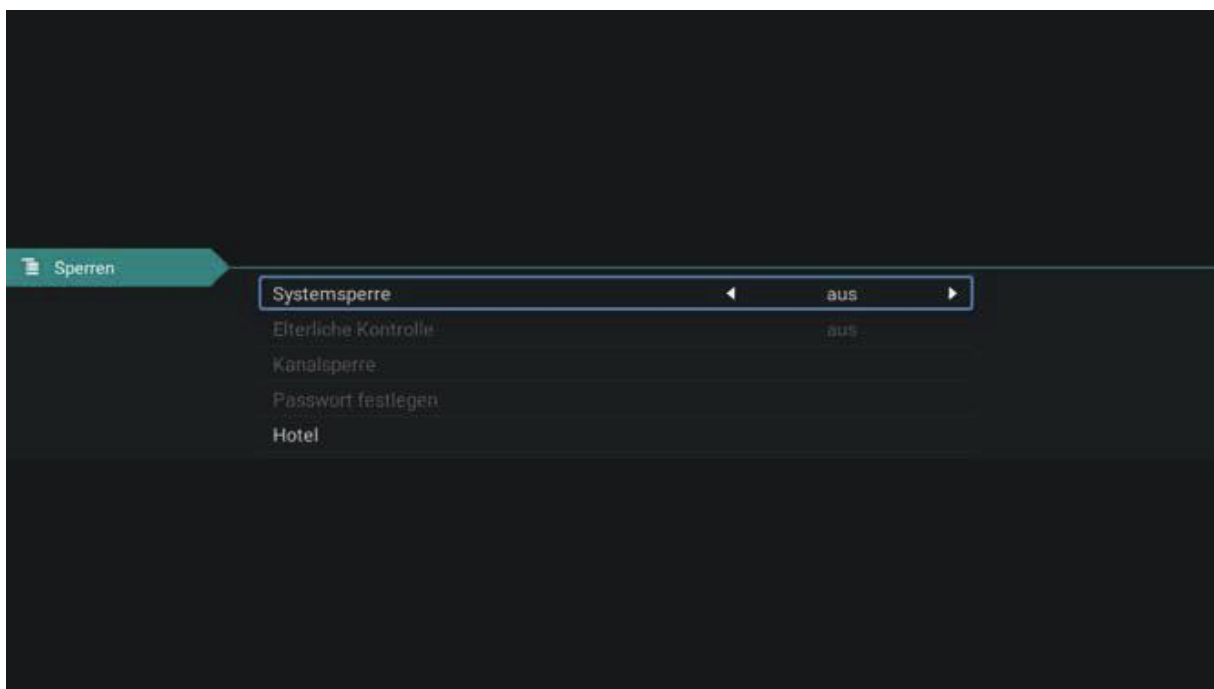 Sperren
Systemsperre aus
Elterliche Kontrolle aus
Kanalsperre
Passwort festlegen
Hotel